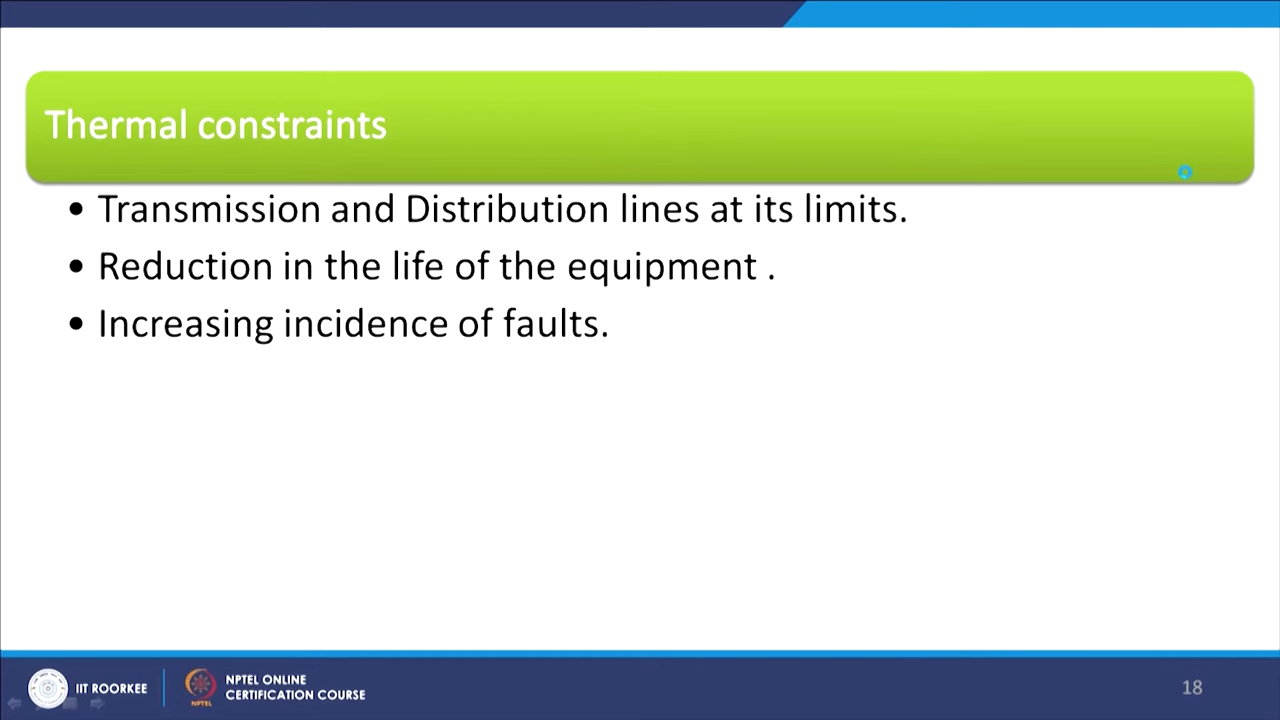 Thermal constraints
• Transmission and Distribution lines at its limits.
• Reduction in the life of the equipment .
• Increasing incidence of faults.
IIT ROORKEE
NPTEL
NPTEL ONLINE
CERTIFICATION COURSE
18